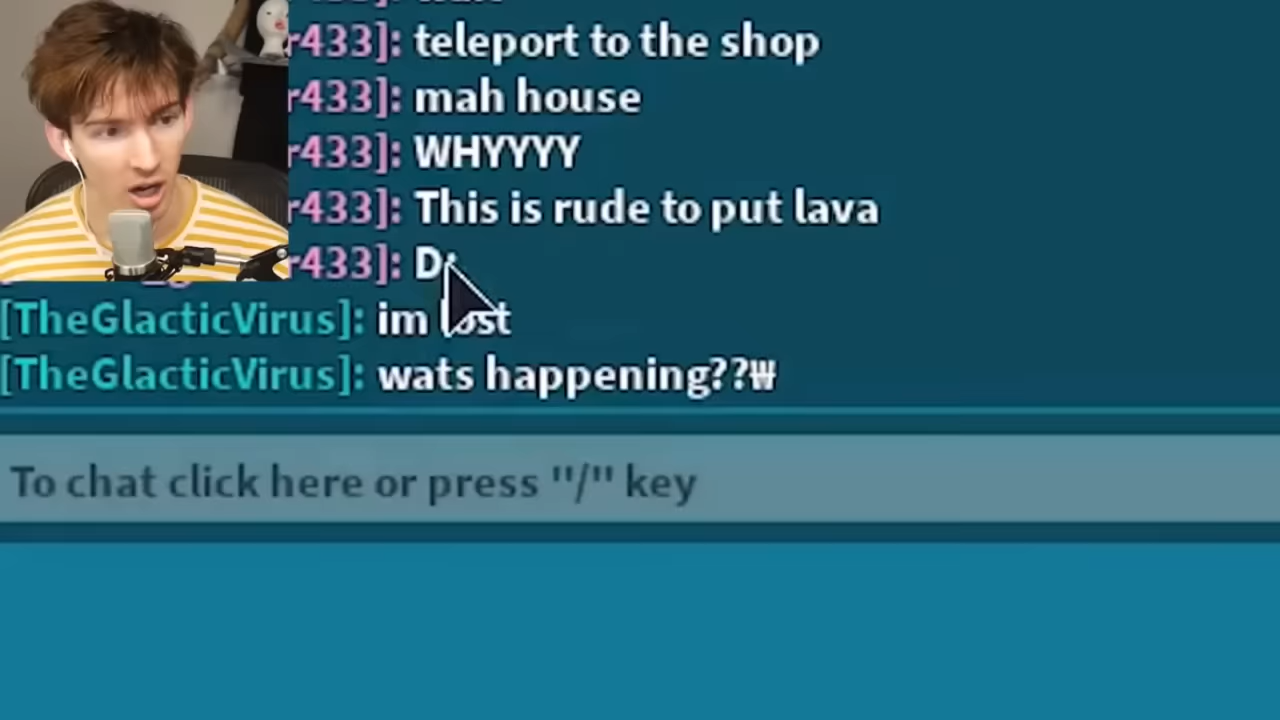 r433]: teleport to the shop
r433]: mah house
r433]: WHYYYY
r433]: This is rude to put lava
r433]: D:
[TheGlacticVirus]: im lost
[TheGlacticVirus]: wats happening??₩
To chat click here or press "/" key